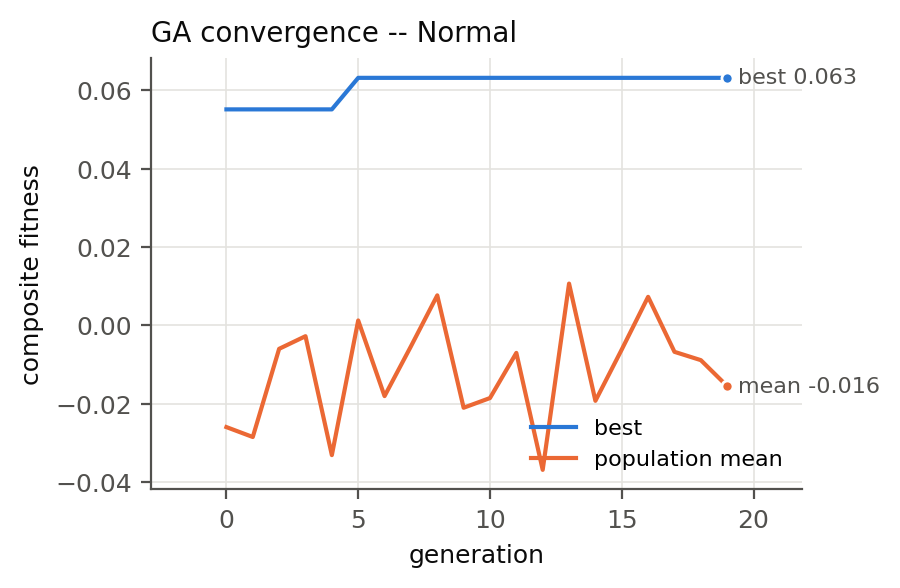 GA convergence -- Normal
composite fitness
0.06
0.04
0.02
0.00
−0.02
−0.04
best 0.063
mean -0.016
best
population mean
0 5 10 15 20
generation